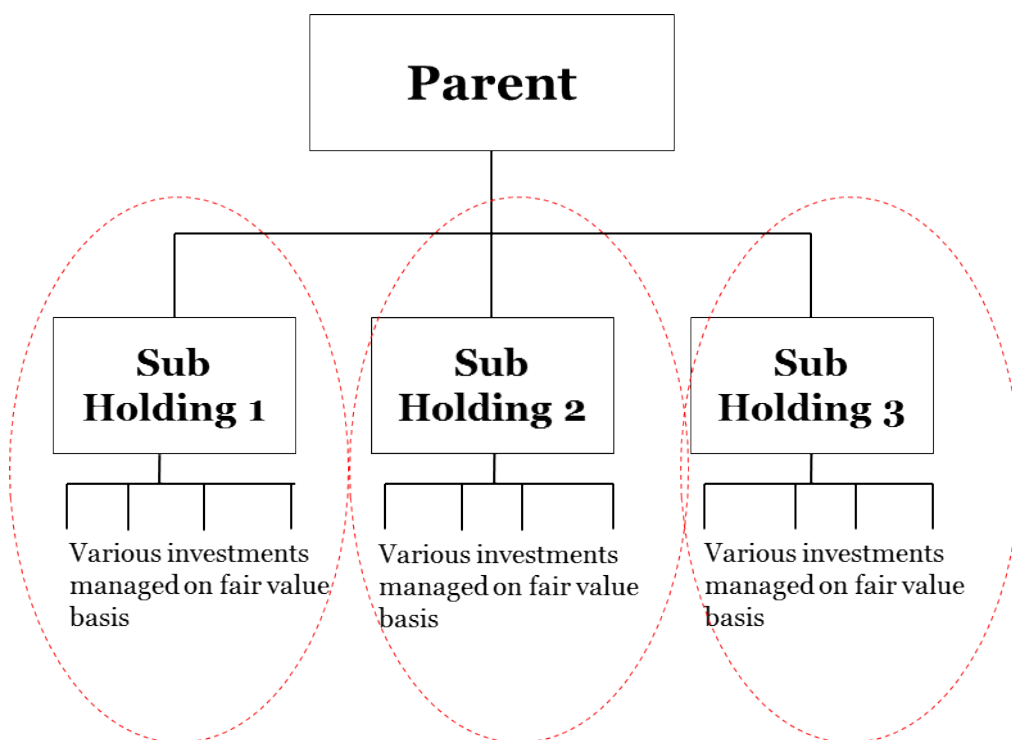 Parent
Sub
Holding 1
Sub
Holding 2
Sub
Holding 3
Various investments
managed on fair value
basis
Various investments
managed on fair value
basis
Various investments
managed on fair value
basis